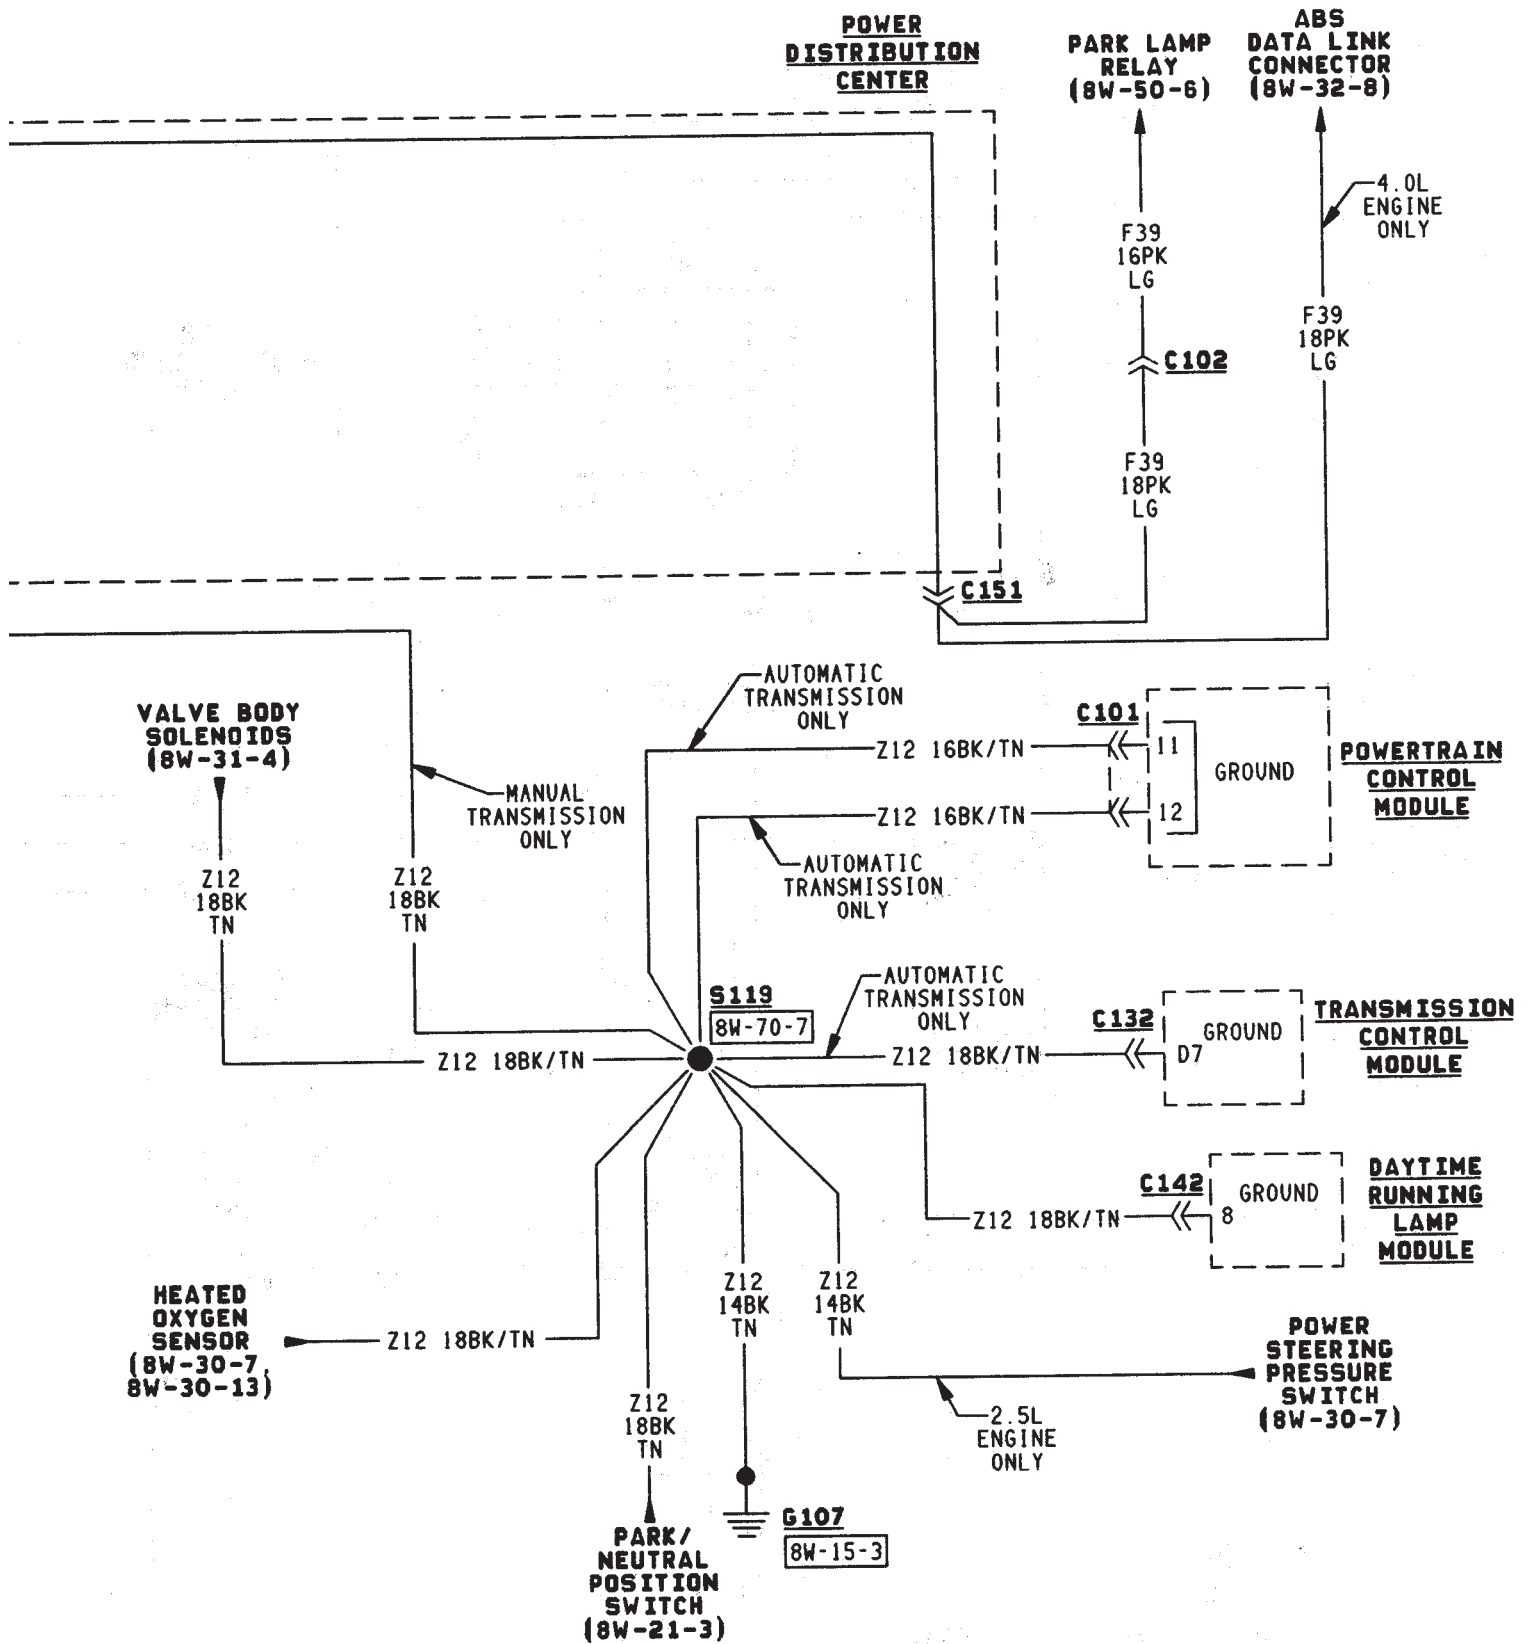 POWER
DISTRIBUTION
CENTER
PARK LAMP
RELAY
(8W-50-6)
ABS
DATA LINK
CONNECTOR
(8W-32-8)
4.0L
ENGINE
ONLY
F39
16PK
LG
F39
18PK
LG
C102
F39
18PK
LG
C151
AUTOMATIC
TRANSMISSION
ONLY
VALVE BODY
SOLENOIDS
(8W-31-4)
MANUAL
TRANSMISSION
ONLY
Z12 16BK/TN
C101
11
GROUND
POWERTRAIN
CONTROL
MODULE
Z12 16BK/TN
12
AUTOMATIC
TRANSMISSION
ONLY
Z12
18BK
TN
Z12
18BK
TN
S119
8W-70-7
AUTOMATIC
TRANSMISSION
ONLY
C132
GROUND
D7
TRANSMISSION
CONTROL
MODULE
Z12 18BK/TN
Z12 18BK/TN
C142
GROUND
8
DAYTIME
RUNNING
LAMP
MODULE
Z12 18BK/TN
Z12
14BK
TN
Z12
14BK
TN
HEATED
OXYGEN
SENSOR
(8W-30-7,
8W-30-13)
Z12 18BK/TN
POWER
STEERING
PRESSURE
SWITCH
(8W-30-7)
2.5L
ENGINE
ONLY
Z12
18BK
TN
G107
8W-15-3
PARK/
NEUTRAL
POSITION
SWITCH
(8W-21-3)